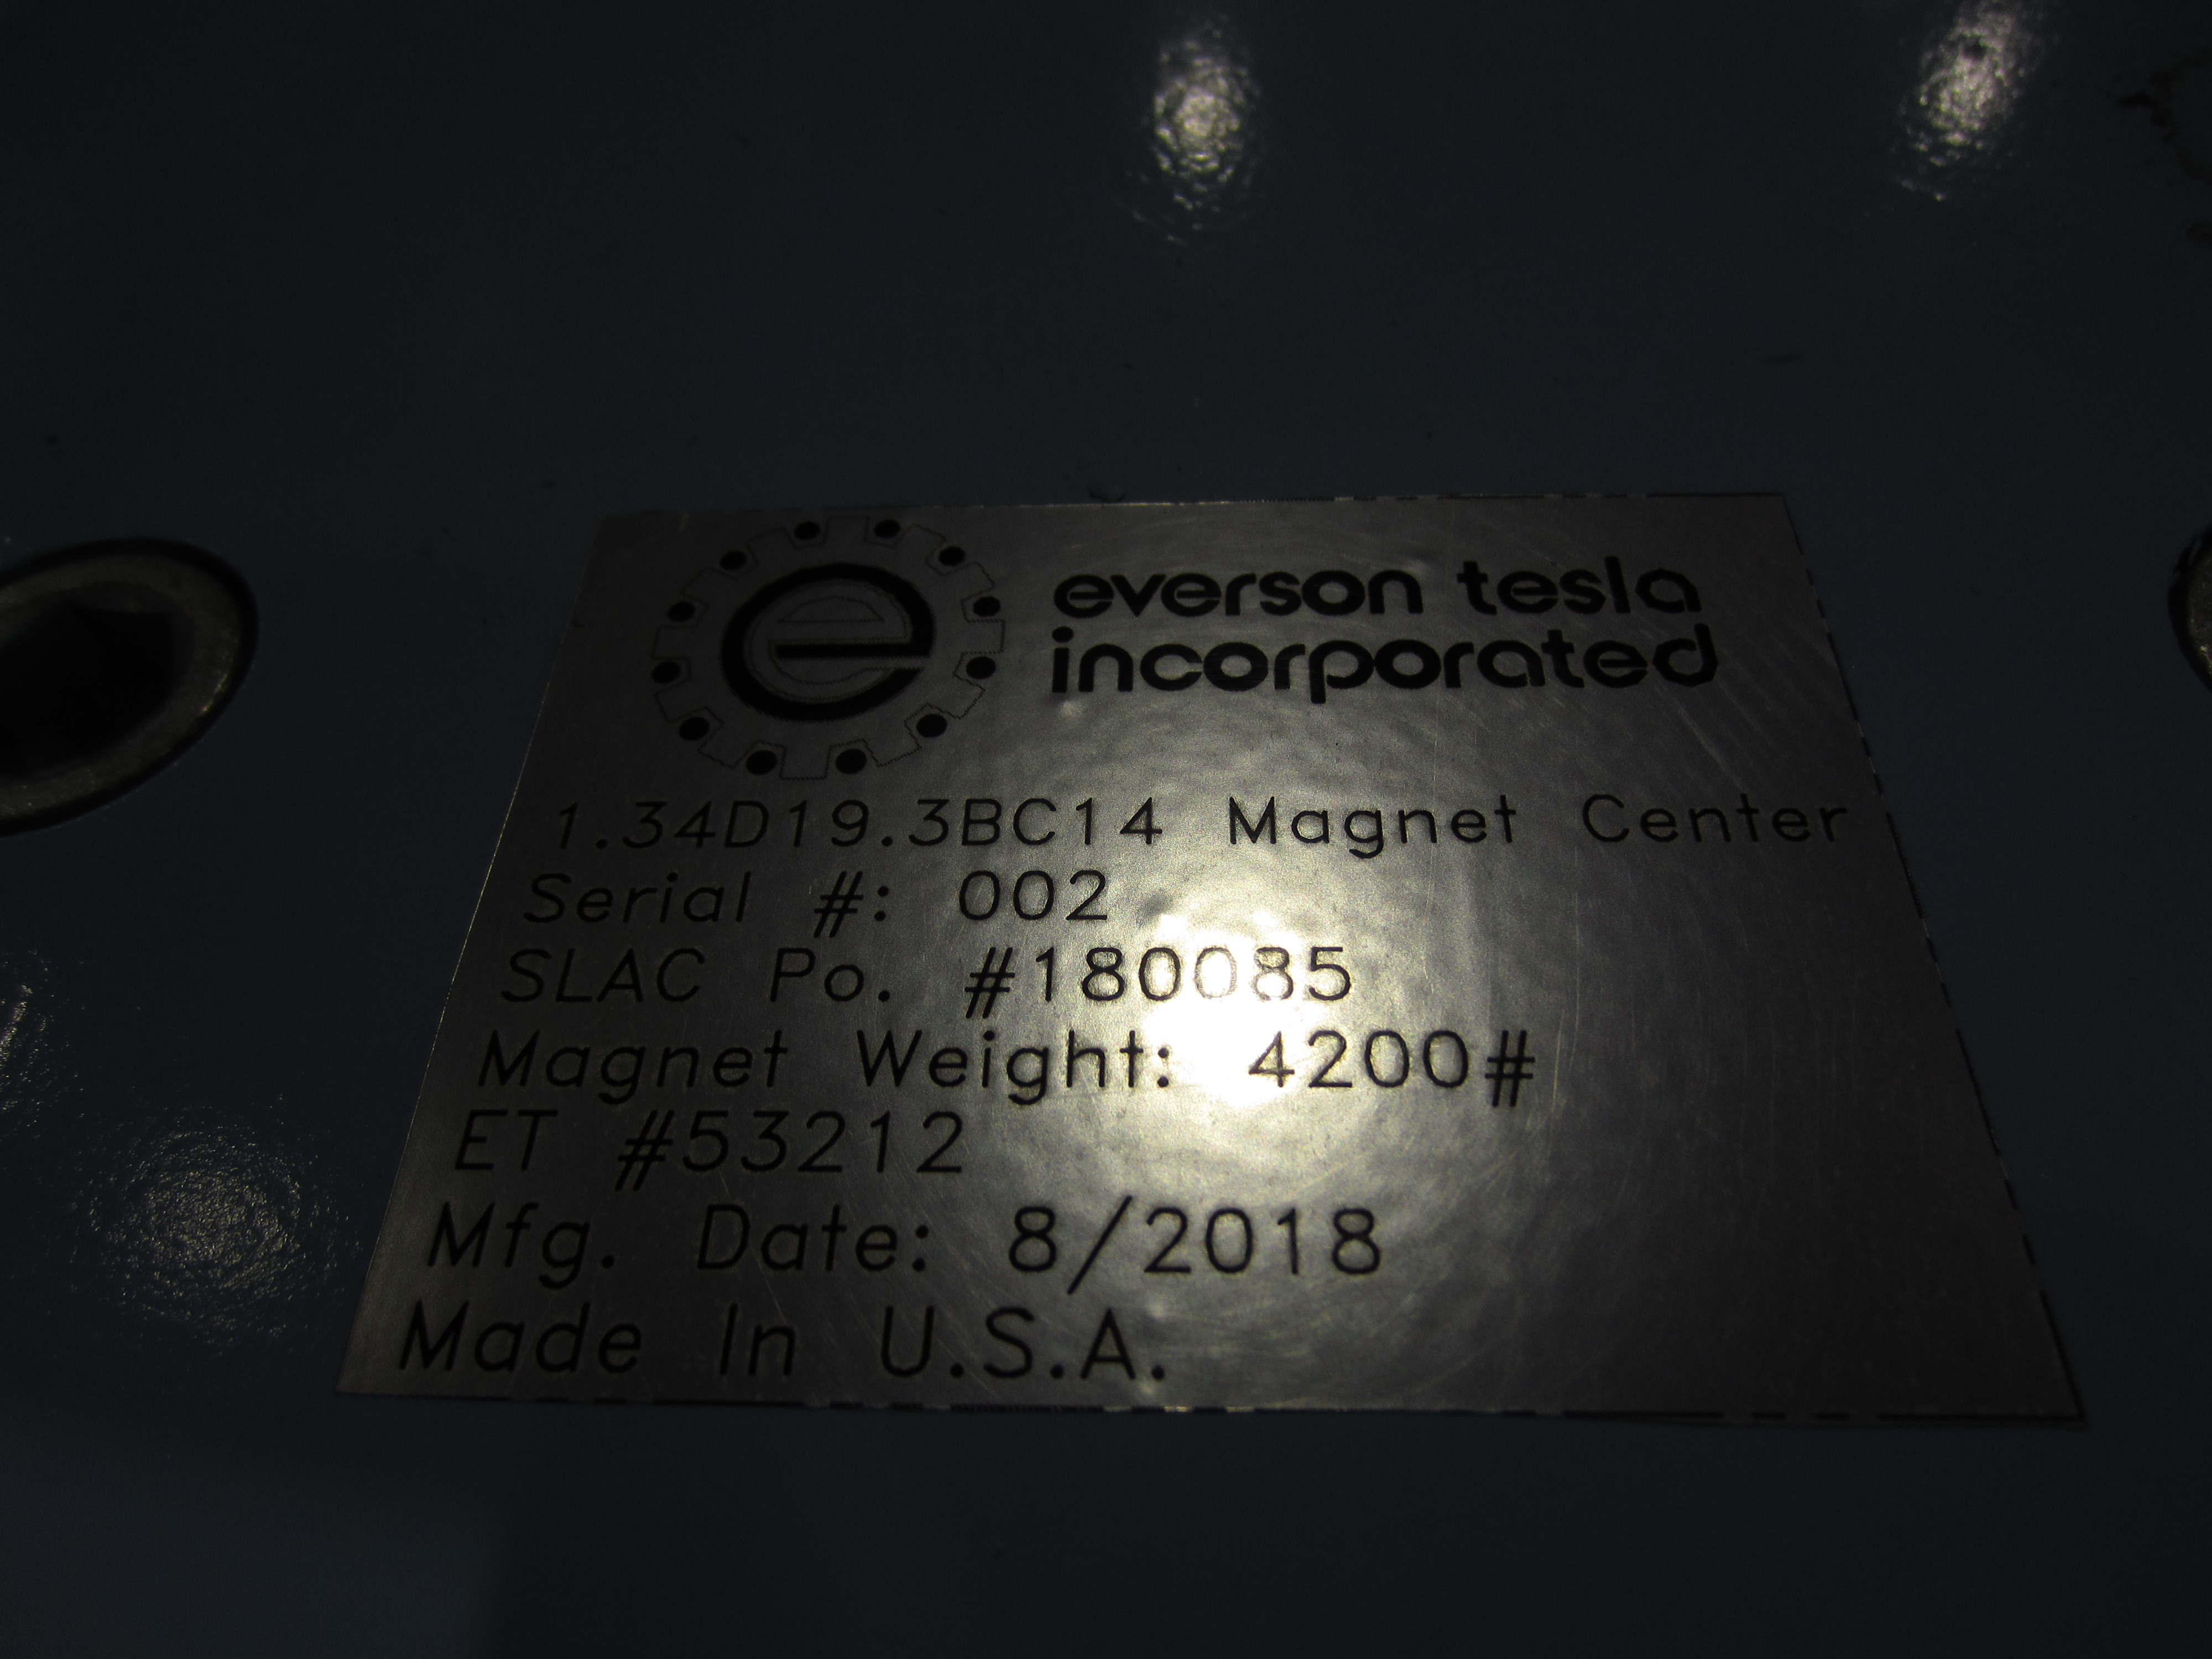 e
everson tesla
incorporated
1.34D19.3BC14 Magnet Center
Serial #: 002
SLAC Po. #180085
Magnet Weight: 4200#
ET #53212
Mfg. Date: 8/2018
Made In U.S.A.